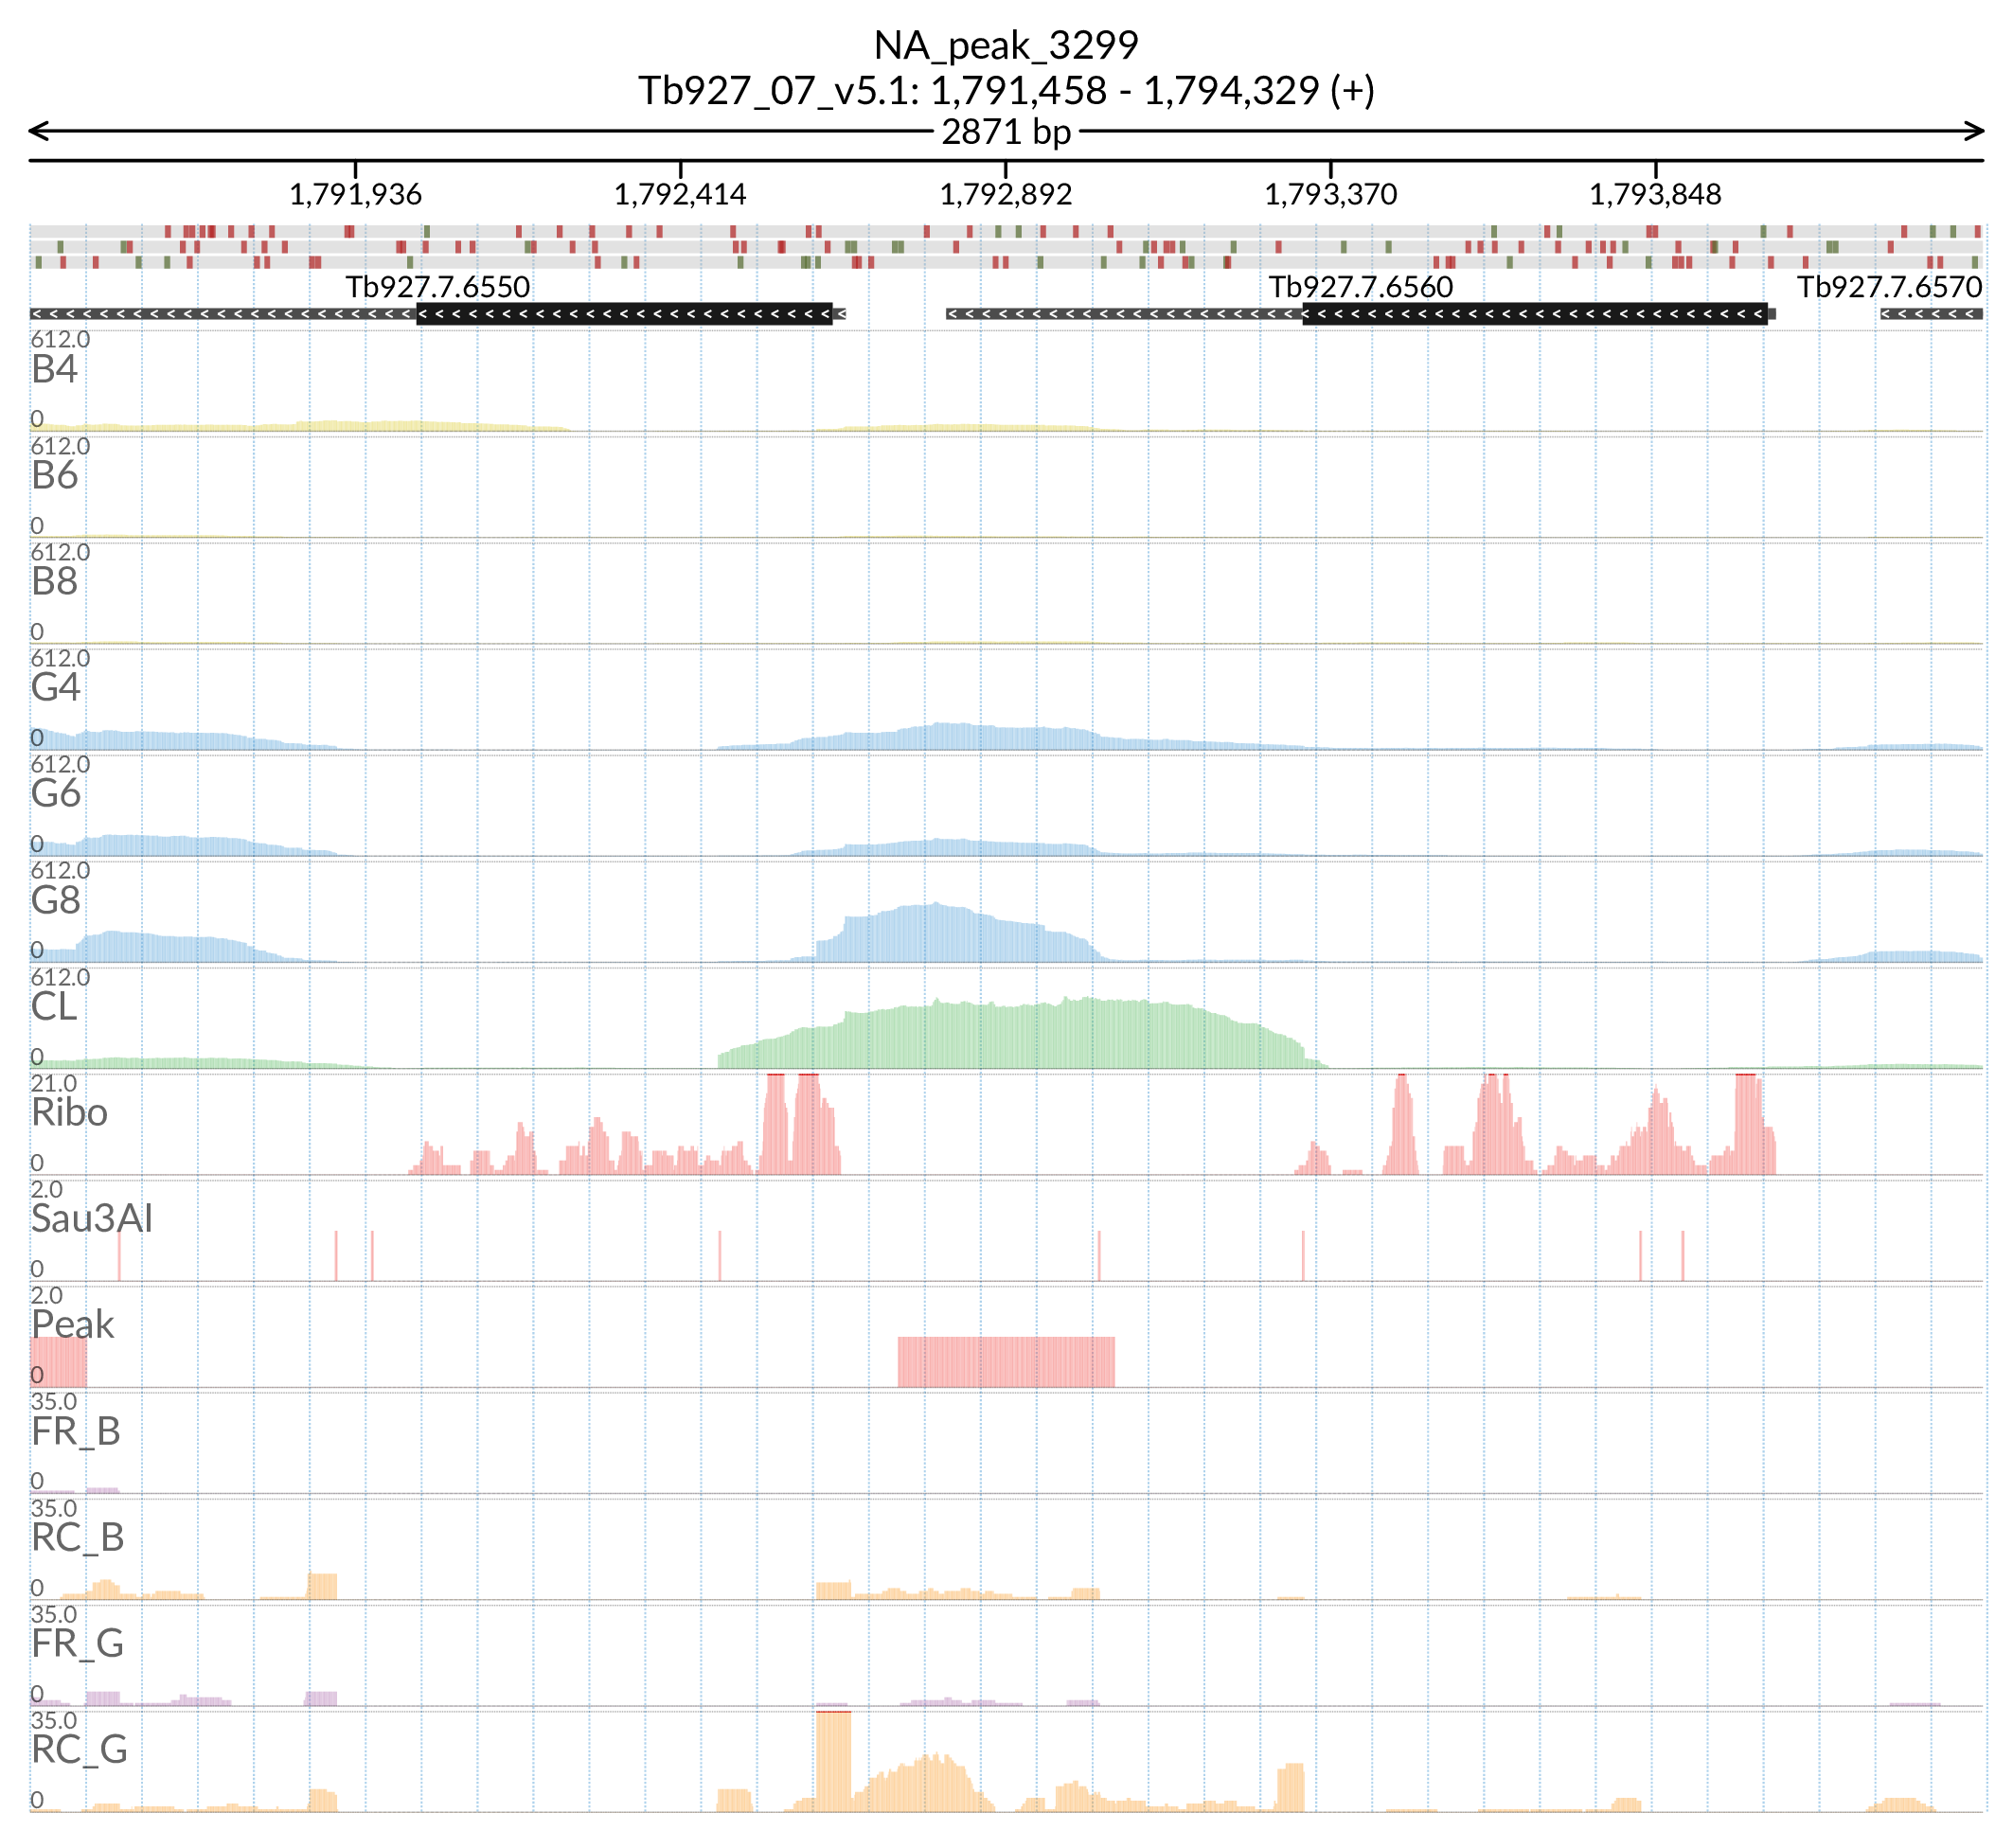 NA_peak_3299
Tb927_07_v5.1: 1,791,458 - 1,794,329 (+)
2871 bp
1,791,936 1,792,414 1,792,892 1,793,370 1,793,848
Tb927.7.6550 Tb927.7.6560 Tb927.7.6570
612.0
B4
0
612.0
B6
0
612.0
B8
0
612.0
G4
0
612.0
G6
0
612.0
G8
0
612.0
CL
0
21.0
Ribo
0
2.0
Sau3AI
0
2.0
Peak
0
35.0
FR_B
0
35.0
RC_B
0
35.0
FR_G
0
35.0
RC_G
0